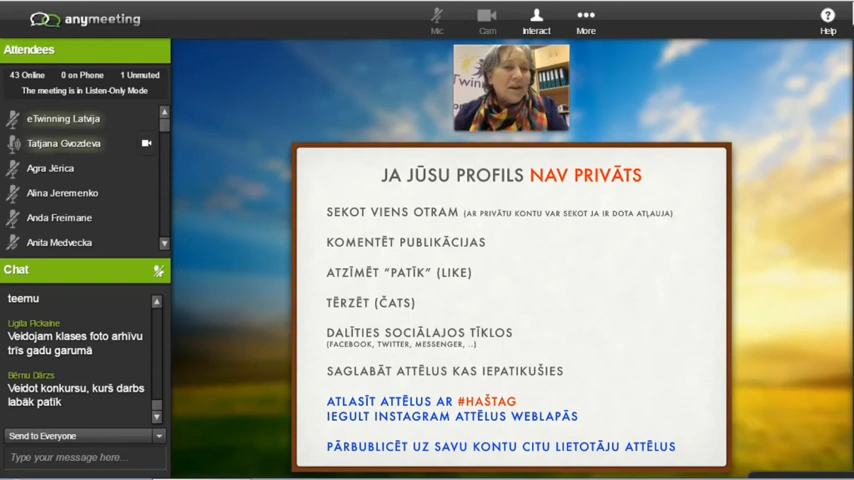 anymeeting
Mic
Cam
Interact
More
Help
Attendees
43 Online 0 on Phone 1 Unmuted
The meeting is in Listen-Only Mode
eTwinning Latvija
Tatjana Gvozdeva
Agra Jērica
Alina Jeremenko
Anda Freimane
Anita Medvecka
Chat
teemu
Ligita Pickaine
Veidojam klases foto arhīvu
trīs gadu garumā
Bērnu Dārzs
Veidot konkursu, kurš darbs
labāk patīk
Send to Everyone
Type your message here...
JA JŪSU PROFILS NAV PRIVĀTS
SEKOT VIENS OTRAM (AR PRIVĀTU KONTU VAR SEKOT JA IR DOTA ATĻAUJA)
KOMENTĒT PUBLIKĀCIJAS
ATZĪMĒT “PATĪK” (LIKE)
TĒRZĒT (ČATS)
DALĪTIES SOCIĀLAJOS TĪKLOS
(FACEBOOK, TWITTER, MESSENGER, ..)
SAGLABĀT ATTĒLUS KAS IEPATIKUŠIES
ATLASĪT ATTĒLUS AR #HAŠTAG
IEGULT INSTAGRAM ATTĒLUS WEBLAPĀS
PĀRBUBLICĒT UZ SAVU KONTU CITU LIETOTĀJU ATTĒLUS